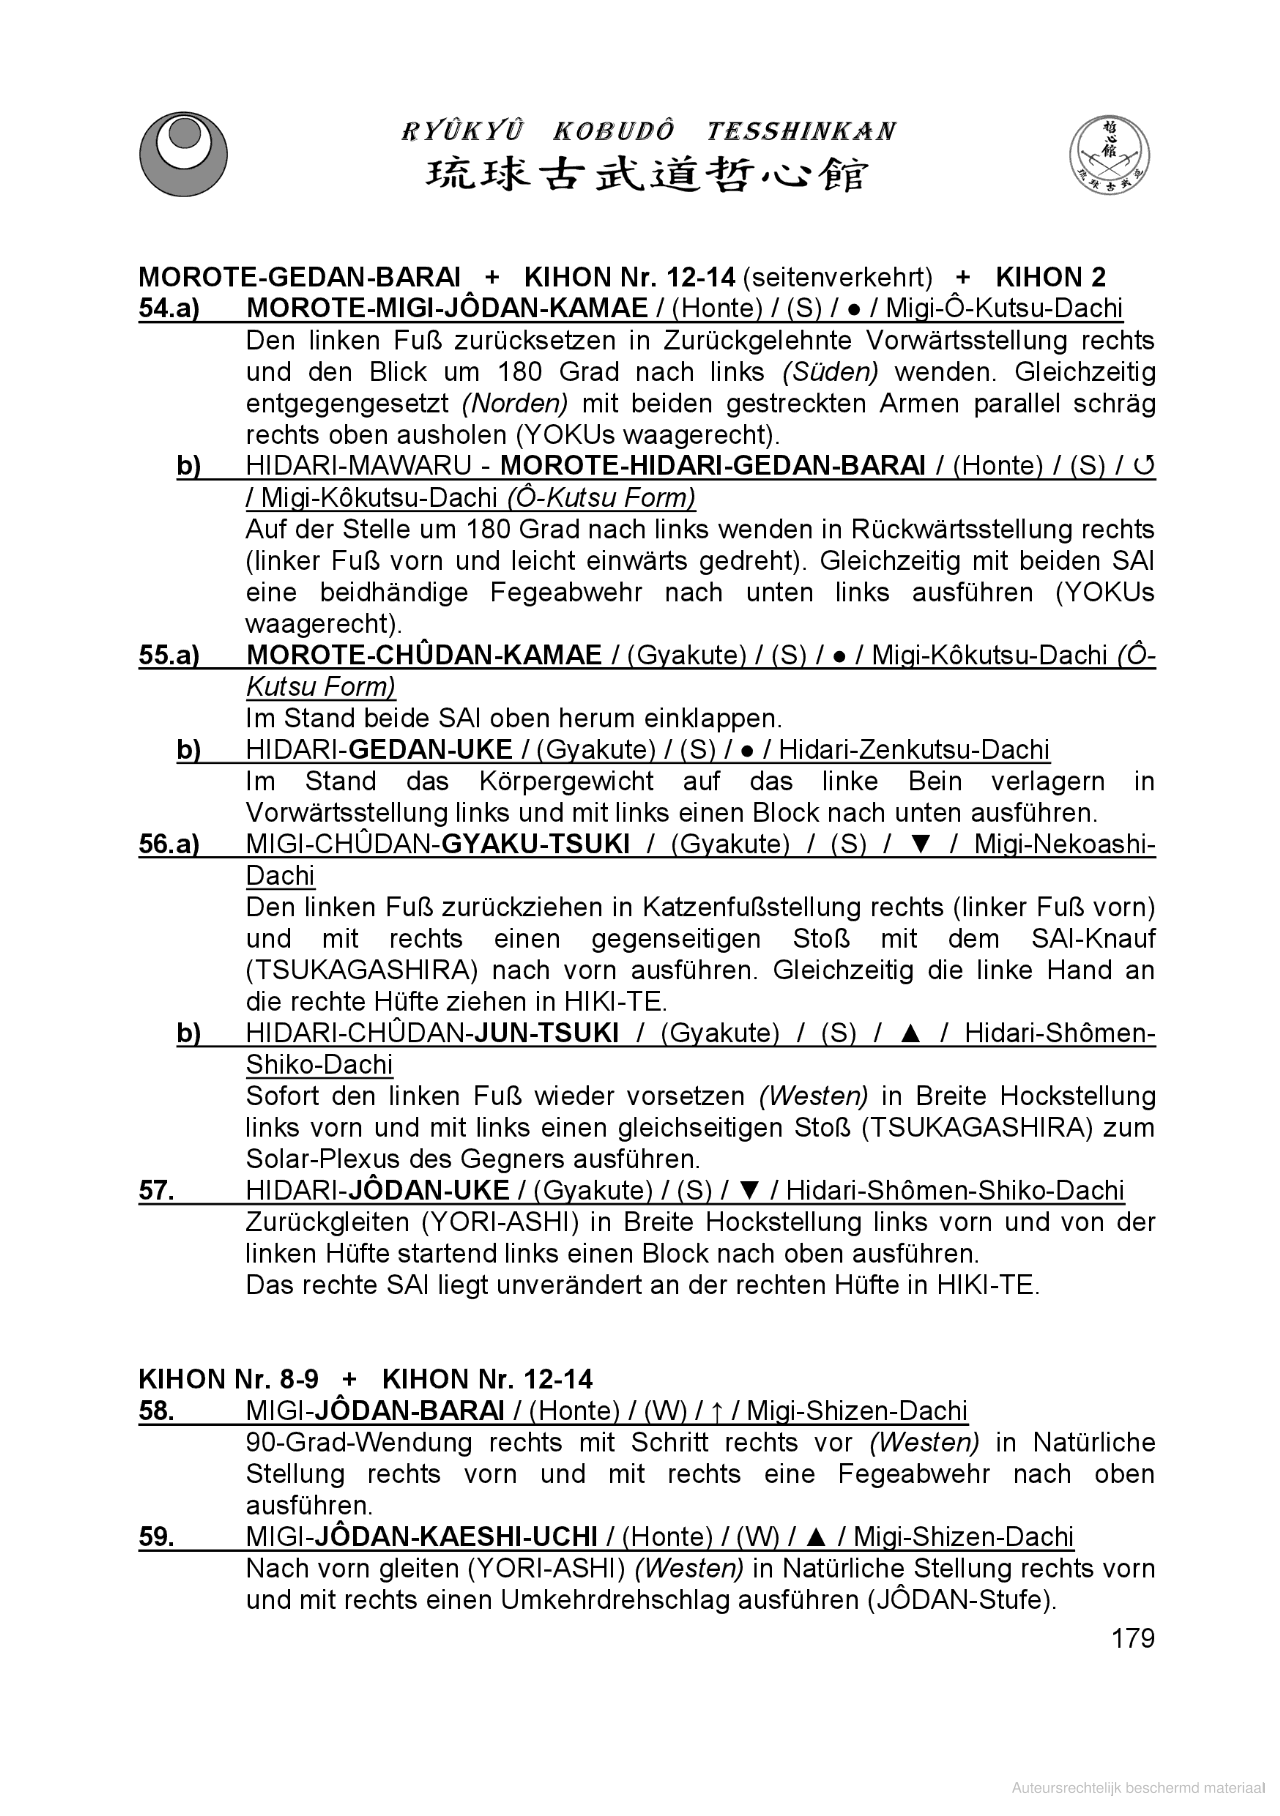 RYÛKYÛ KOBUDÔ TESSHINKAN
琉球古武道哲心館
哲心館
琉球古武道
MOROTE-GEDAN-BARAI + KIHON Nr. 12-14 (seitenverkehrt) + KIHON 2
54.a) MOROTE-MIGI-JÔDAN-KAMAE / (Honte) / (S) / ● / Migi-Ô-Kutsu-Dachi
Den linken Fuß zurücksetzen in Zurückgelehnte Vorwärtsstellung rechts
und den Blick um 180 Grad nach links (Süden) wenden. Gleichzeitig
entgegengesetzt (Norden) mit beiden gestreckten Armen parallel schräg
rechts oben ausholen (YOKUs waagerecht).
b) HIDARI-MAWARU - MOROTE-HIDARI-GEDAN-BARAI / (Honte) / (S) / ↺
/ Migi-Kôkutsu-Dachi (Ô-Kutsu Form)
Auf der Stelle um 180 Grad nach links wenden in Rückwärtsstellung rechts
(linker Fuß vorn und leicht einwärts gedreht). Gleichzeitig mit beiden SAI
eine beidhändige Fegeabwehr nach unten links ausführen (YOKUs
waagerecht).
55.a) MOROTE-CHÛDAN-KAMAE / (Gyakute) / (S) / ● / Migi-Kôkutsu-Dachi (Ô-
Kutsu Form)
Im Stand beide SAI oben herum einklappen.
b) HIDARI-GEDAN-UKE / (Gyakute) / (S) / ● / Hidari-Zenkutsu-Dachi
Im Stand das Körpergewicht auf das linke Bein verlagern in
Vorwärtsstellung links und mit links einen Block nach unten ausführen.
56.a) MIGI-CHÛDAN-GYAKU-TSUKI / (Gyakute) / (S) / ▼ / Migi-Nekoashi-
Dachi
Den linken Fuß zurückziehen in Katzenfußstellung rechts (linker Fuß vorn)
und mit rechts einen gegenseitigen Stoß mit dem SAI-Knauf
(TSUKAGASHIRA) nach vorn ausführen. Gleichzeitig die linke Hand an
die rechte Hüfte ziehen in HIKI-TE.
b) HIDARI-CHÛDAN-JUN-TSUKI / (Gyakute) / (S) / ▲ / Hidari-Shômen-
Shiko-Dachi
Sofort den linken Fuß wieder vorsetzen (Westen) in Breite Hockstellung
links vorn und mit links einen gleichseitigen Stoß (TSUKAGASHIRA) zum
Solar-Plexus des Gegners ausführen.
57. HIDARI-JÔDAN-UKE / (Gyakute) / (S) / ▼ / Hidari-Shômen-Shiko-Dachi
Zurückgleiten (YORI-ASHI) in Breite Hockstellung links vorn und von der
linken Hüfte startend links einen Block nach oben ausführen.
Das rechte SAI liegt unverändert an der rechten Hüfte in HIKI-TE.
KIHON Nr. 8-9 + KIHON Nr. 12-14
58. MIGI-JÔDAN-BARAI / (Honte) / (W) / ↑ / Migi-Shizen-Dachi
90-Grad-Wendung rechts mit Schritt rechts vor (Westen) in Natürliche
Stellung rechts vorn und mit rechts eine Fegeabwehr nach oben
ausführen.
59. MIGI-JÔDAN-KAESHI-UCHI / (Honte) / (W) / ▲ / Migi-Shizen-Dachi
Nach vorn gleiten (YORI-ASHI) (Westen) in Natürliche Stellung rechts vorn
und mit rechts einen Umkehrdrehschlag ausführen (JÔDAN-Stufe).
179
Auteursrechtelijk beschermd materiaal